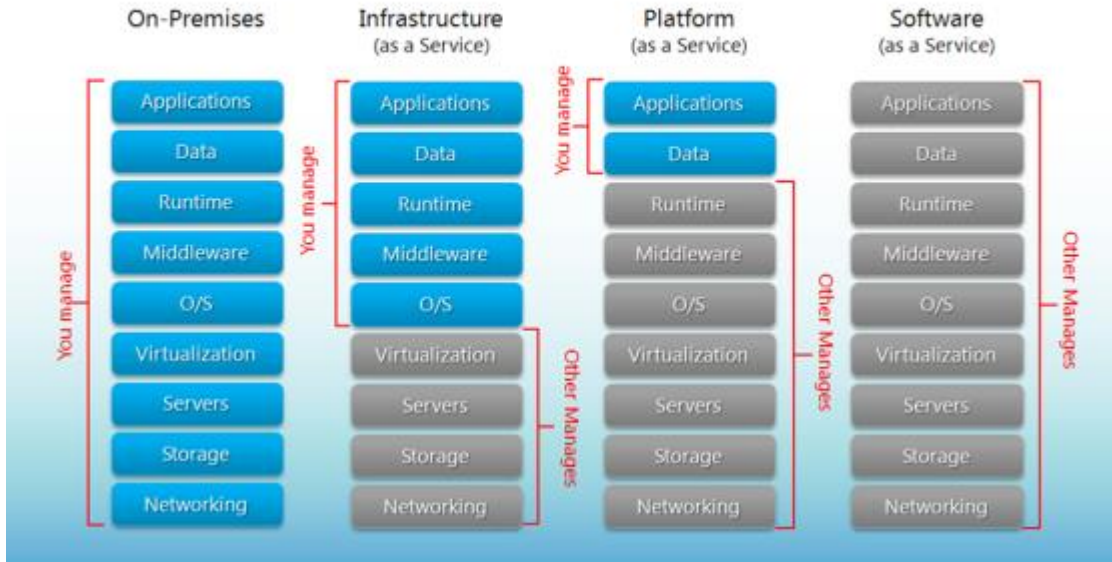 On-Premises
You manage
Applications
Data
Runtime
Middleware
O/S
Virtualization
Servers
Storage
Networking
Infrastructure
(as a Service)
You manage
Applications
Data
Runtime
Middleware
O/S
Virtualization
Servers
Storage
Networking
Other Manages
Platform
(as a Service)
You manage
Applications
Data
Runtime
Middleware
O/S
Virtualization
Servers
Storage
Networking
Other Manages
Software
(as a Service)
Applications
Data
Runtime
Middleware
O/S
Virtualization
Servers
Storage
Networking
Other Manages